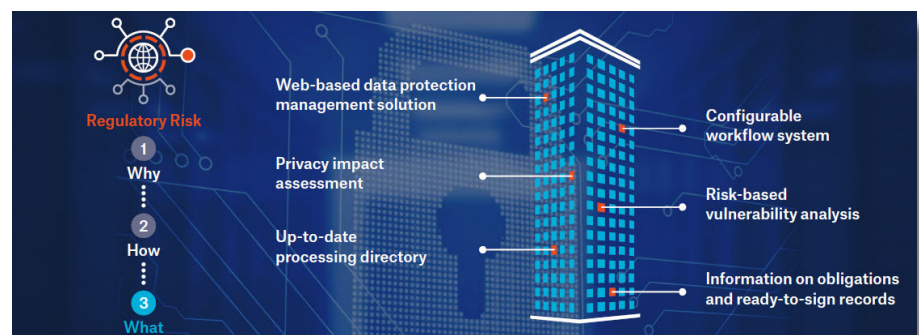 Regulatory Risk
1
Why
2
How
3
What
Web-based data protection
management solution
Privacy impact
assessment
Up-to-date
processing directory
Configurable
workflow system
Risk-based
vulnerability analysis
Information on obligations
and ready-to-sign records